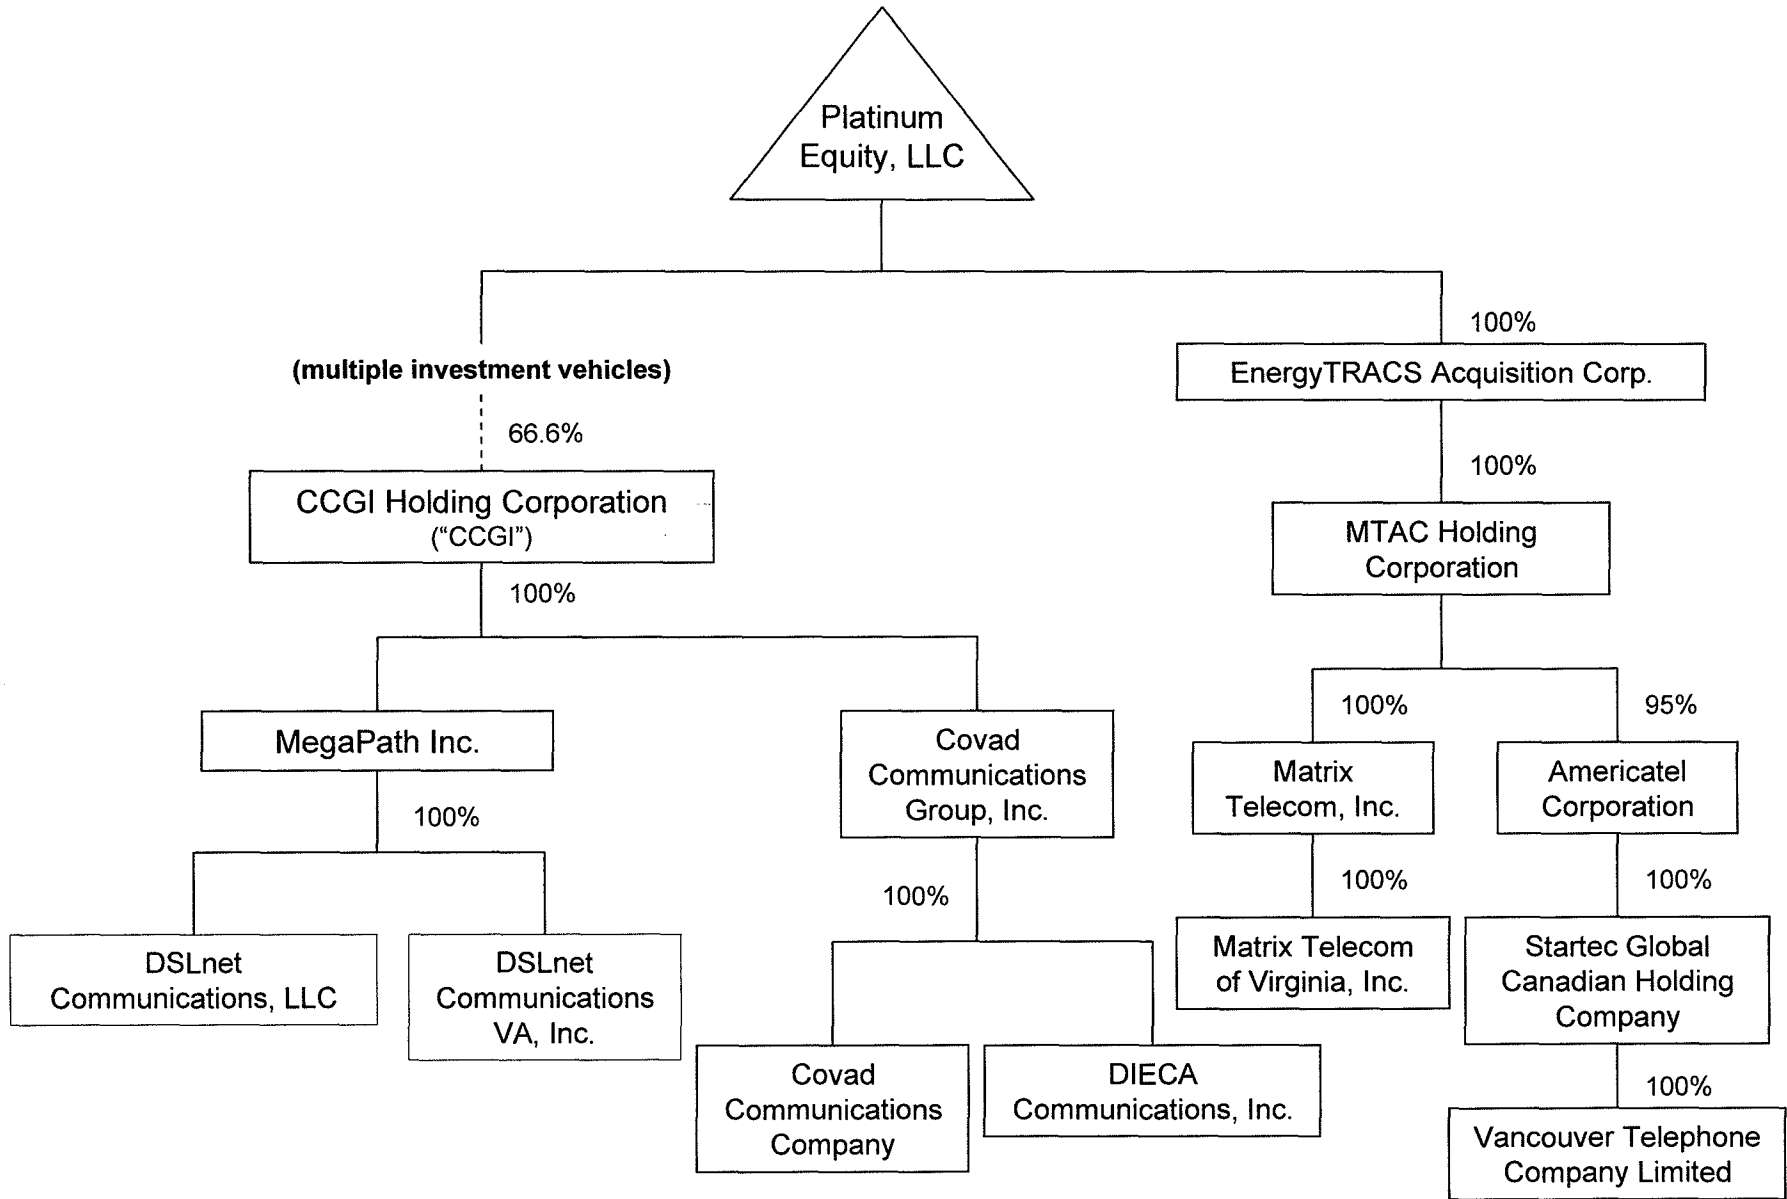 Platinum
Equity, LLC
(multiple investment vehicles)
66.6%
CCGI Holding Corporation
(“CCGI”)
100%
MegaPath Inc.
100%
DSLnet
Communications, LLC
DSLnet
Communications
VA, Inc.
Covad
Communications
Group, Inc.
100%
Covad
Communications
Company
DIECA
Communications, Inc.
100%
EnergyTRACS Acquisition Corp.
100%
MTAC Holding
Corporation
100%
Matrix
Telecom, Inc.
100%
Matrix Telecom
of Virginia, Inc.
95%
Americatel
Corporation
100%
Startec Global
Canadian Holding
Company
100%
Vancouver Telephone
Company Limited